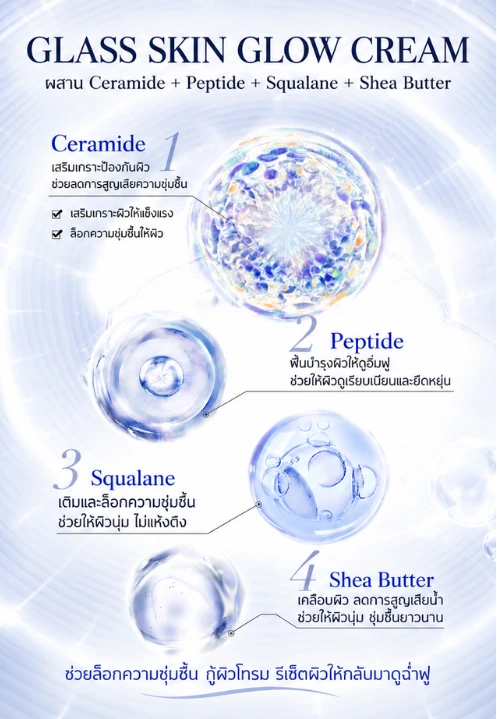 GLASS SKIN GLOW CREAM
ผสาน Ceramide + Peptide + Squalane + Shea Butter
Ceramide 1
เสริมเกราะป้องกันผิว
ช่วยลดการสูญเสียความชุ่มชื้น
เสริมเกราะผิวให้แข็งแรง
ล็อกความชุ่มชื้นให้ผิว
2 Peptide
ฟื้นบำรุงผิวให้ดูอิ่มฟู
ช่วยให้ผิวดูเรียบเนียนและยืดหยุ่น
3 Squalane
เติมและล็อกความชุ่มชื้น
ช่วยให้ผิวนุ่ม ไม่แห้งตึง
4 Shea Butter
เคลือบผิว ลดการสูญเสียน้ำ
ช่วยให้ผิวนุ่ม ชุ่มชื้นยาวนาน
ช่วยล็อกความชุ่มชื้น กู้ผิวโทรม รีเซ็ตผิวให้กลับมาดูฉ่ำฟู